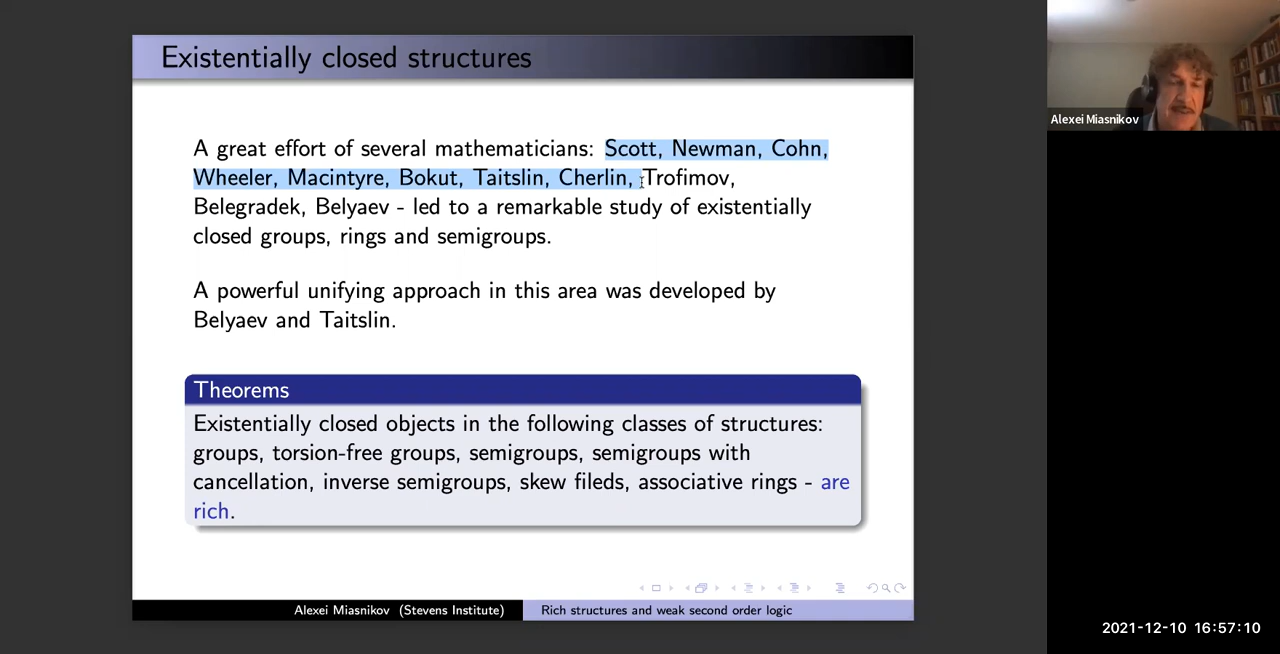 Existentially closed structures
A great effort of several mathematicians: Scott, Newman, Cohn,
Wheeler, Macintyre, Bokut, Taitslin, Cherlin, Trofimov,
Belegradek, Belyaev - led to a remarkable study of existentially
closed groups, rings and semigroups.
A powerful unifying approach in this area was developed by
Belyaev and Taitslin.
Theorems
Existentially closed objects in the following classes of structures:
groups, torsion-free groups, semigroups, semigroups with
cancellation, inverse semigroups, skew fileds, associative rings - are
rich.
Alexei Miasnikov (Stevens Institute)
Rich structures and weak second order logic
Alexei Miasnikov
2021-12-10 16:57:10